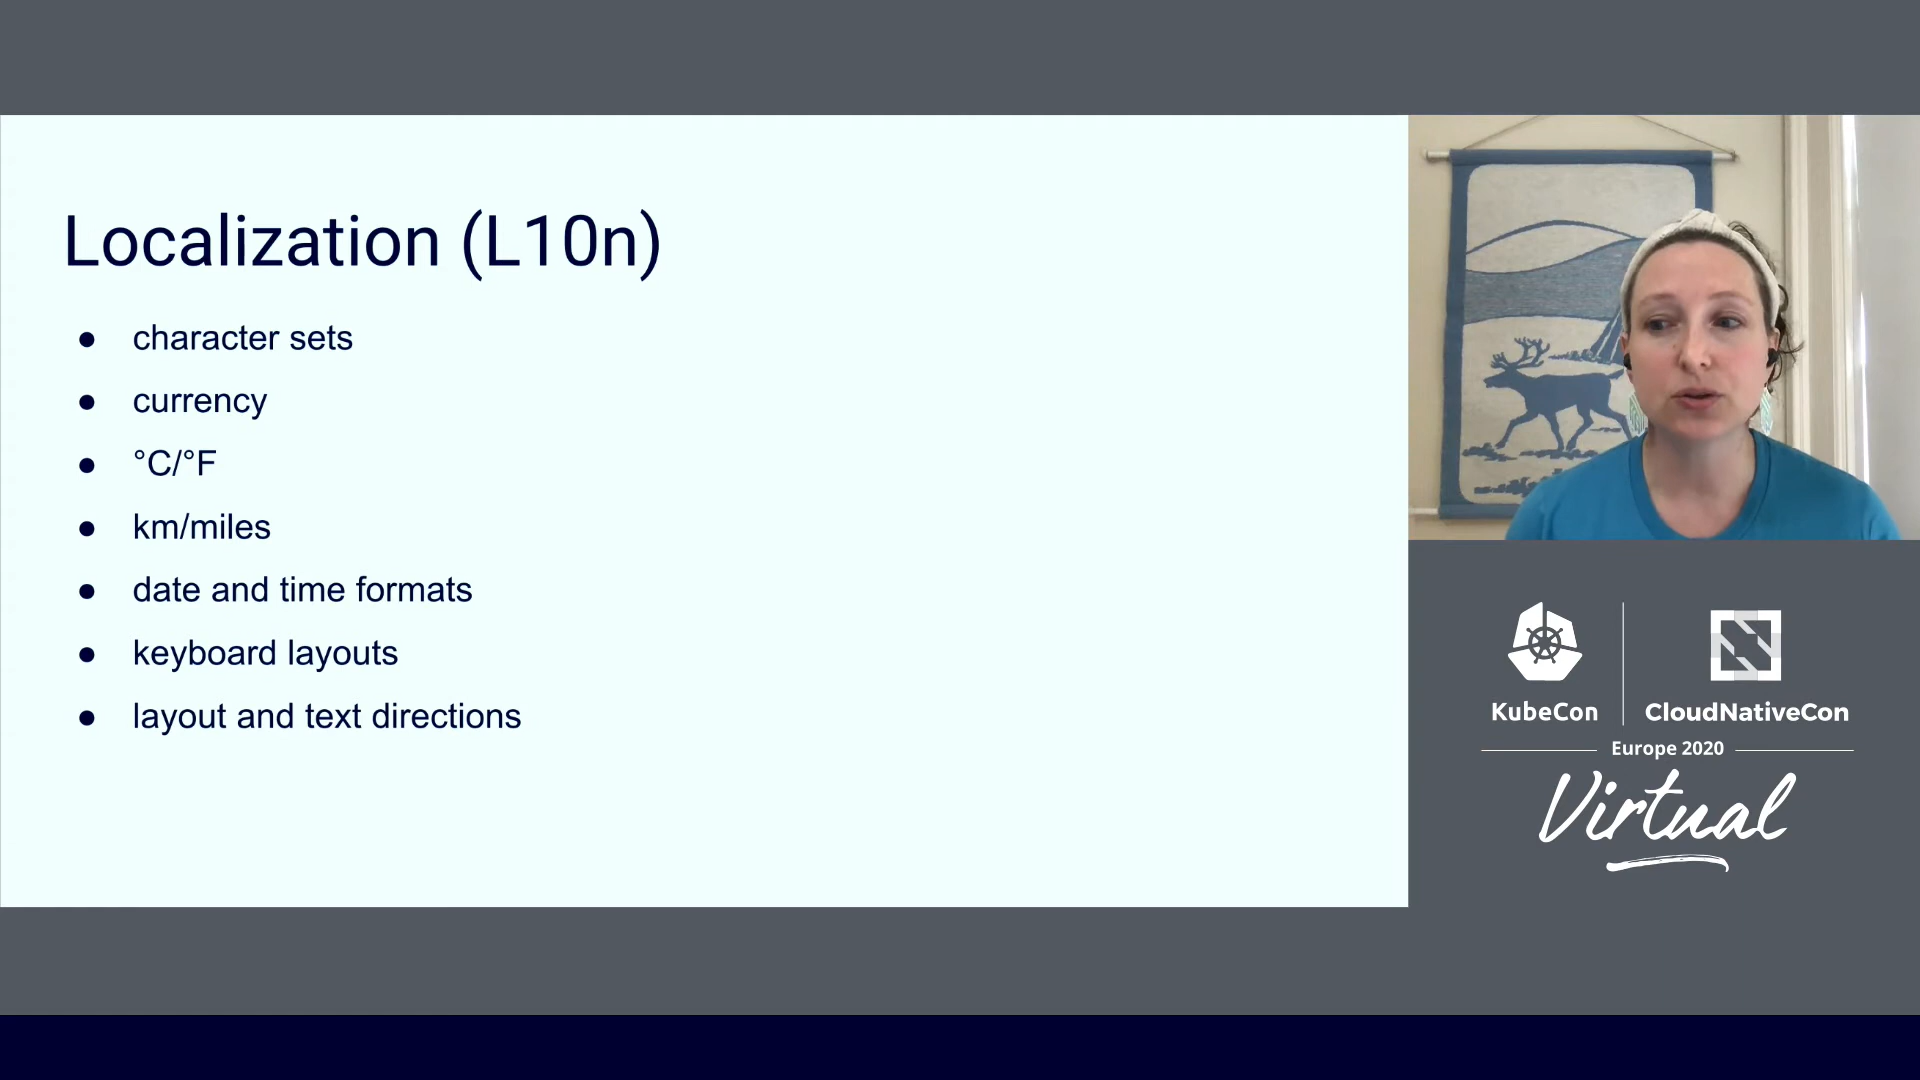 Localization (L10n)
● character sets
● currency
● °C/°F
● km/miles
● date and time formats
● keyboard layouts
● layout and text directions
KubeCon
CloudNativeCon
Europe 2020
Virtual